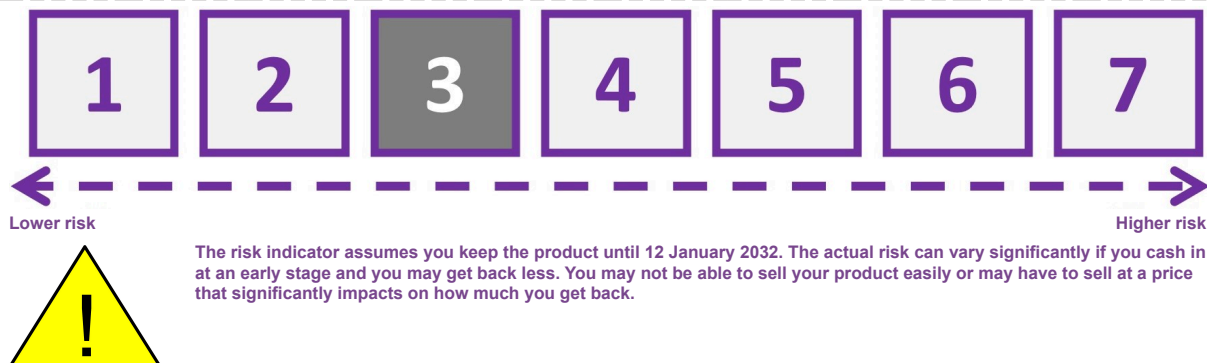 1 2 3 4 5 6 7
Lower risk Higher risk
The risk indicator assumes you keep the product until 12 January 2032. The actual risk can vary significantly if you cash in
at an early stage and you may get back less. You may not be able to sell your product easily or may have to sell at a price
that significantly impacts on how much you get back.
!